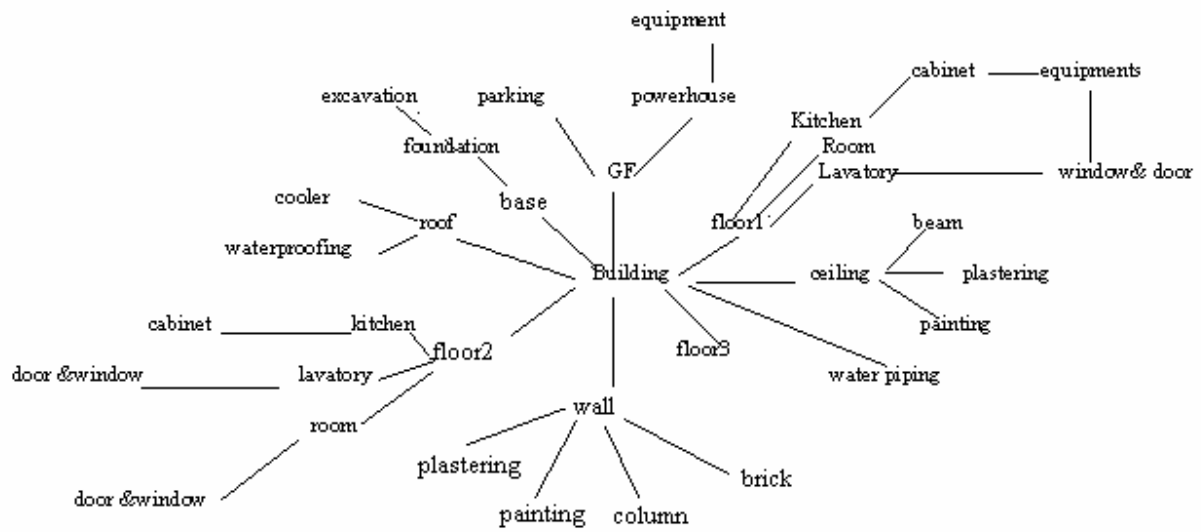 equipment
cabinet
equipments
excavation
parking
powerhouse
Kitchen
foundation
Room
GF
Lavatory
window & door
cooler
base
roof
floor1
beam
waterproofing
Building
ceiling
plastering
cabinet
kitchen
painting
floor2
floor3
door &window
lavatory
water piping
wall
room
plastering
brick
door &window
painting
column